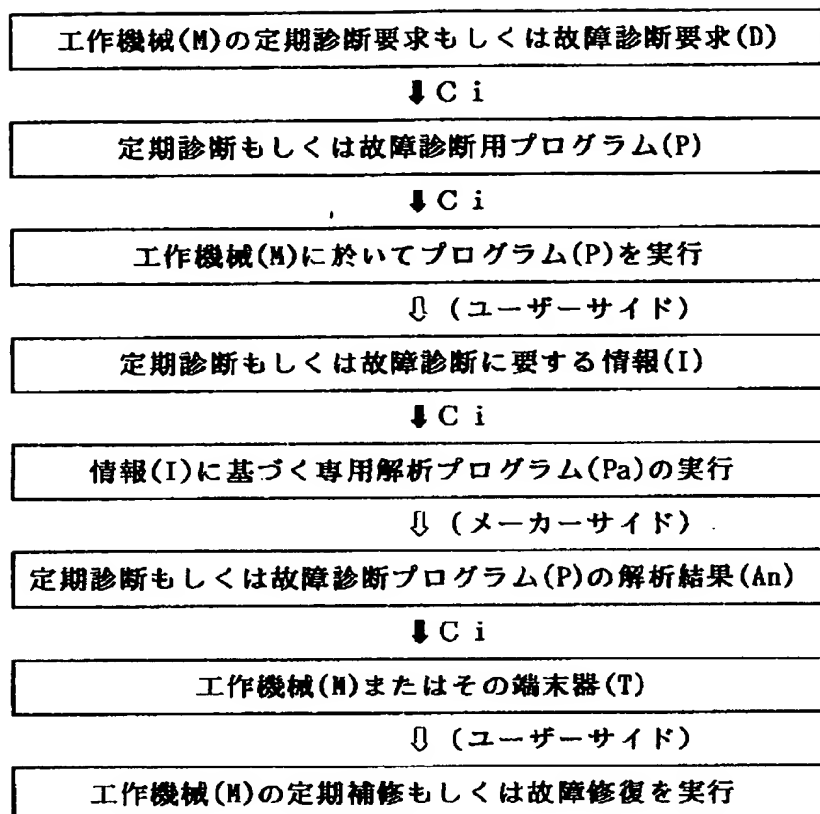 工作機械(M)の定期診断要求もしくは故障診断要求(D)
⬇Ci
定期診断もしくは故障診断用プログラム(P)
⬇Ci
工作機械(M)に於いてプログラム(P)を実行
⇩(ユーザーサイド)
定期診断もしくは故障診断に要する情報(I)
⬇Ci
情報(I)に基づく専用解析プログラム(Pa)の実行
⇩(メーカーサイド)
定期診断もしくは故障診断プログラム(P)の解析結果(An)
⬇Ci
工作機械(M)またはその端末器(T)
⇩(ユーザーサイド)
工作機械(M)の定期補修もしくは故障修復を実行